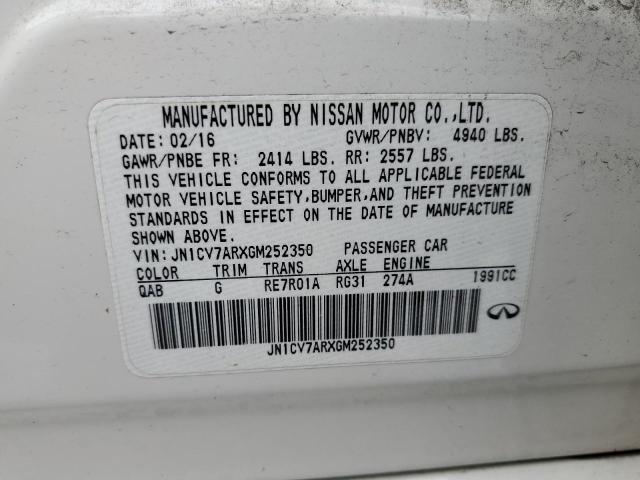 MANUFACTURED BY NISSAN MOTOR CO.,LTD.
DATE: 02/16 GVWR/PNBV: 4940 LBS.
GAWR/PNBE FR: 2414 LBS. RR: 2557 LBS.
THIS VEHICLE CONFORMS TO ALL APPLICABLE FEDERAL
MOTOR VEHICLE SAFETY,BUMPER,AND THEFT PREVENTION
STANDARDS IN EFFECT ON THE DATE OF MANUFACTURE
SHOWN ABOVE.
VIN: JN1CV7ARXGM252350 PASSENGER CAR
COLOR TRIM TRANS AXLE ENGINE
QAB G RE7R01A RG31 274A 1991CC
JN1CV7ARXGM252350